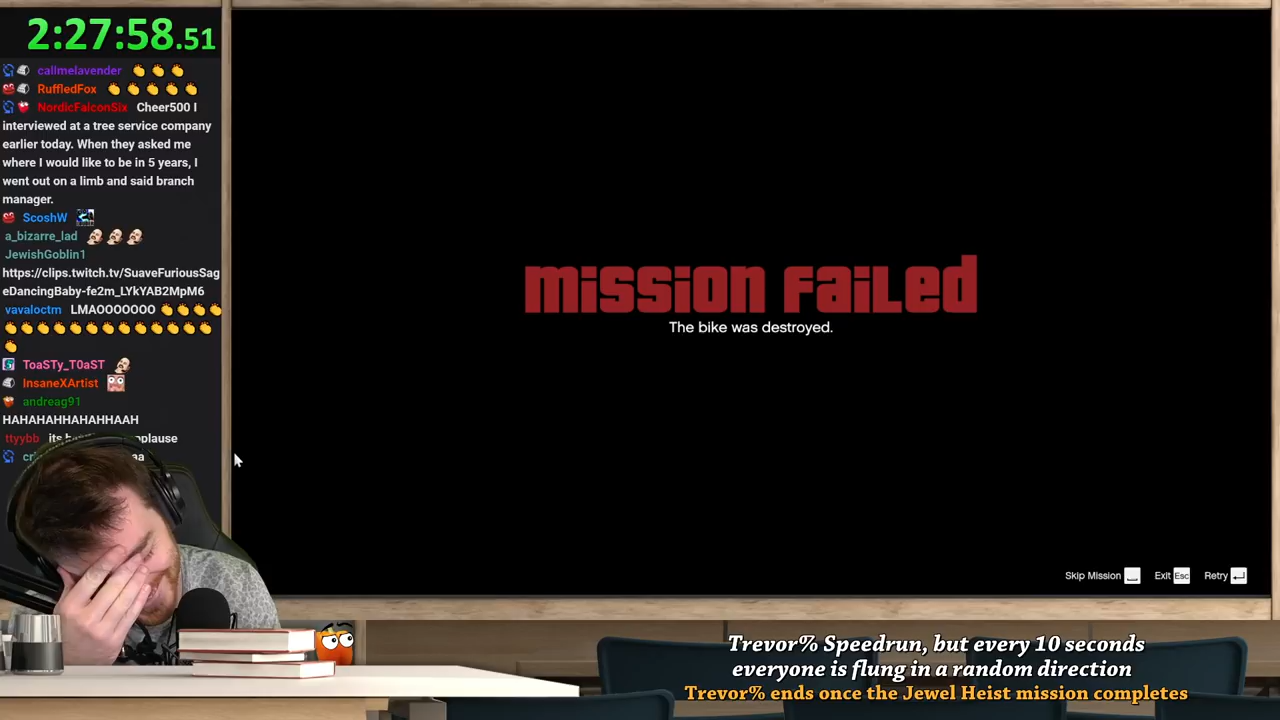 2:27:58.51
callmelavender
RuffledFox
NordicFalconSix Cheer500 I
interviewed at a tree service company
earlier today. When they asked me
where I would like to be in 5 years, I
went out on a limb and said branch
manager.
ScoshW
a_bizarre_lad
JewishGoblin1
https://clips.twitch.tv/SuaveFuriousSag
eDancingBaby-fe2m_LYkYAB2MpM6
vavaloctm LMAOOOOOOO
ToaSTy_T0aST
InsaneXArtist
andreag91
HAHAHAHHAHAHHAAH
ttyybb its
mission failed
The bike was destroyed.
Skip Mission Exit Esc Retry
Trevor% Speedrun, but every 10 seconds
everyone is flung in a random direction
Trevor% ends once the Jewel Heist mission completes